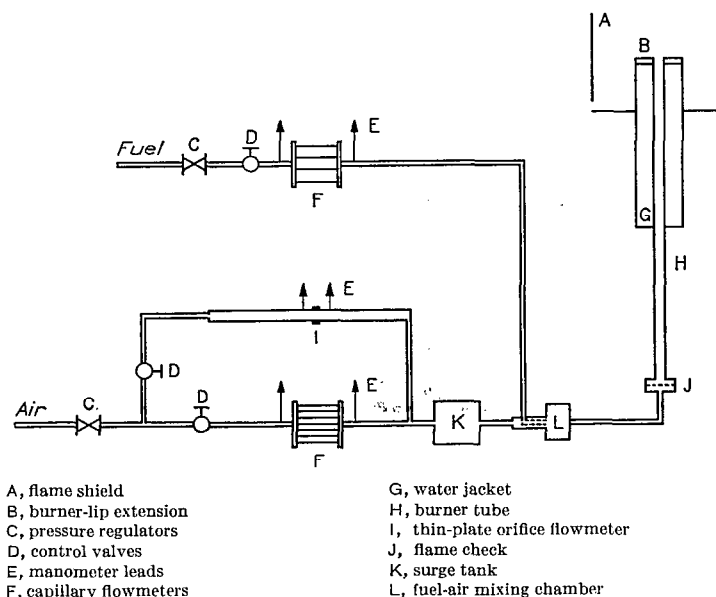 A
B
Fuel
C
D
E
F
G
H
E
I
D
C.
Air
D
E
F
K
L
J
A, flame shield
B, burner-lip extension
C, pressure regulators
D, control valves
E, manometer leads
F, capillary flowmeters
G, water jacket
H, burner tube
I, thin-plate orifice flowmeter
J, flame check
K, surge tank
L, fuel-air mixing chamber